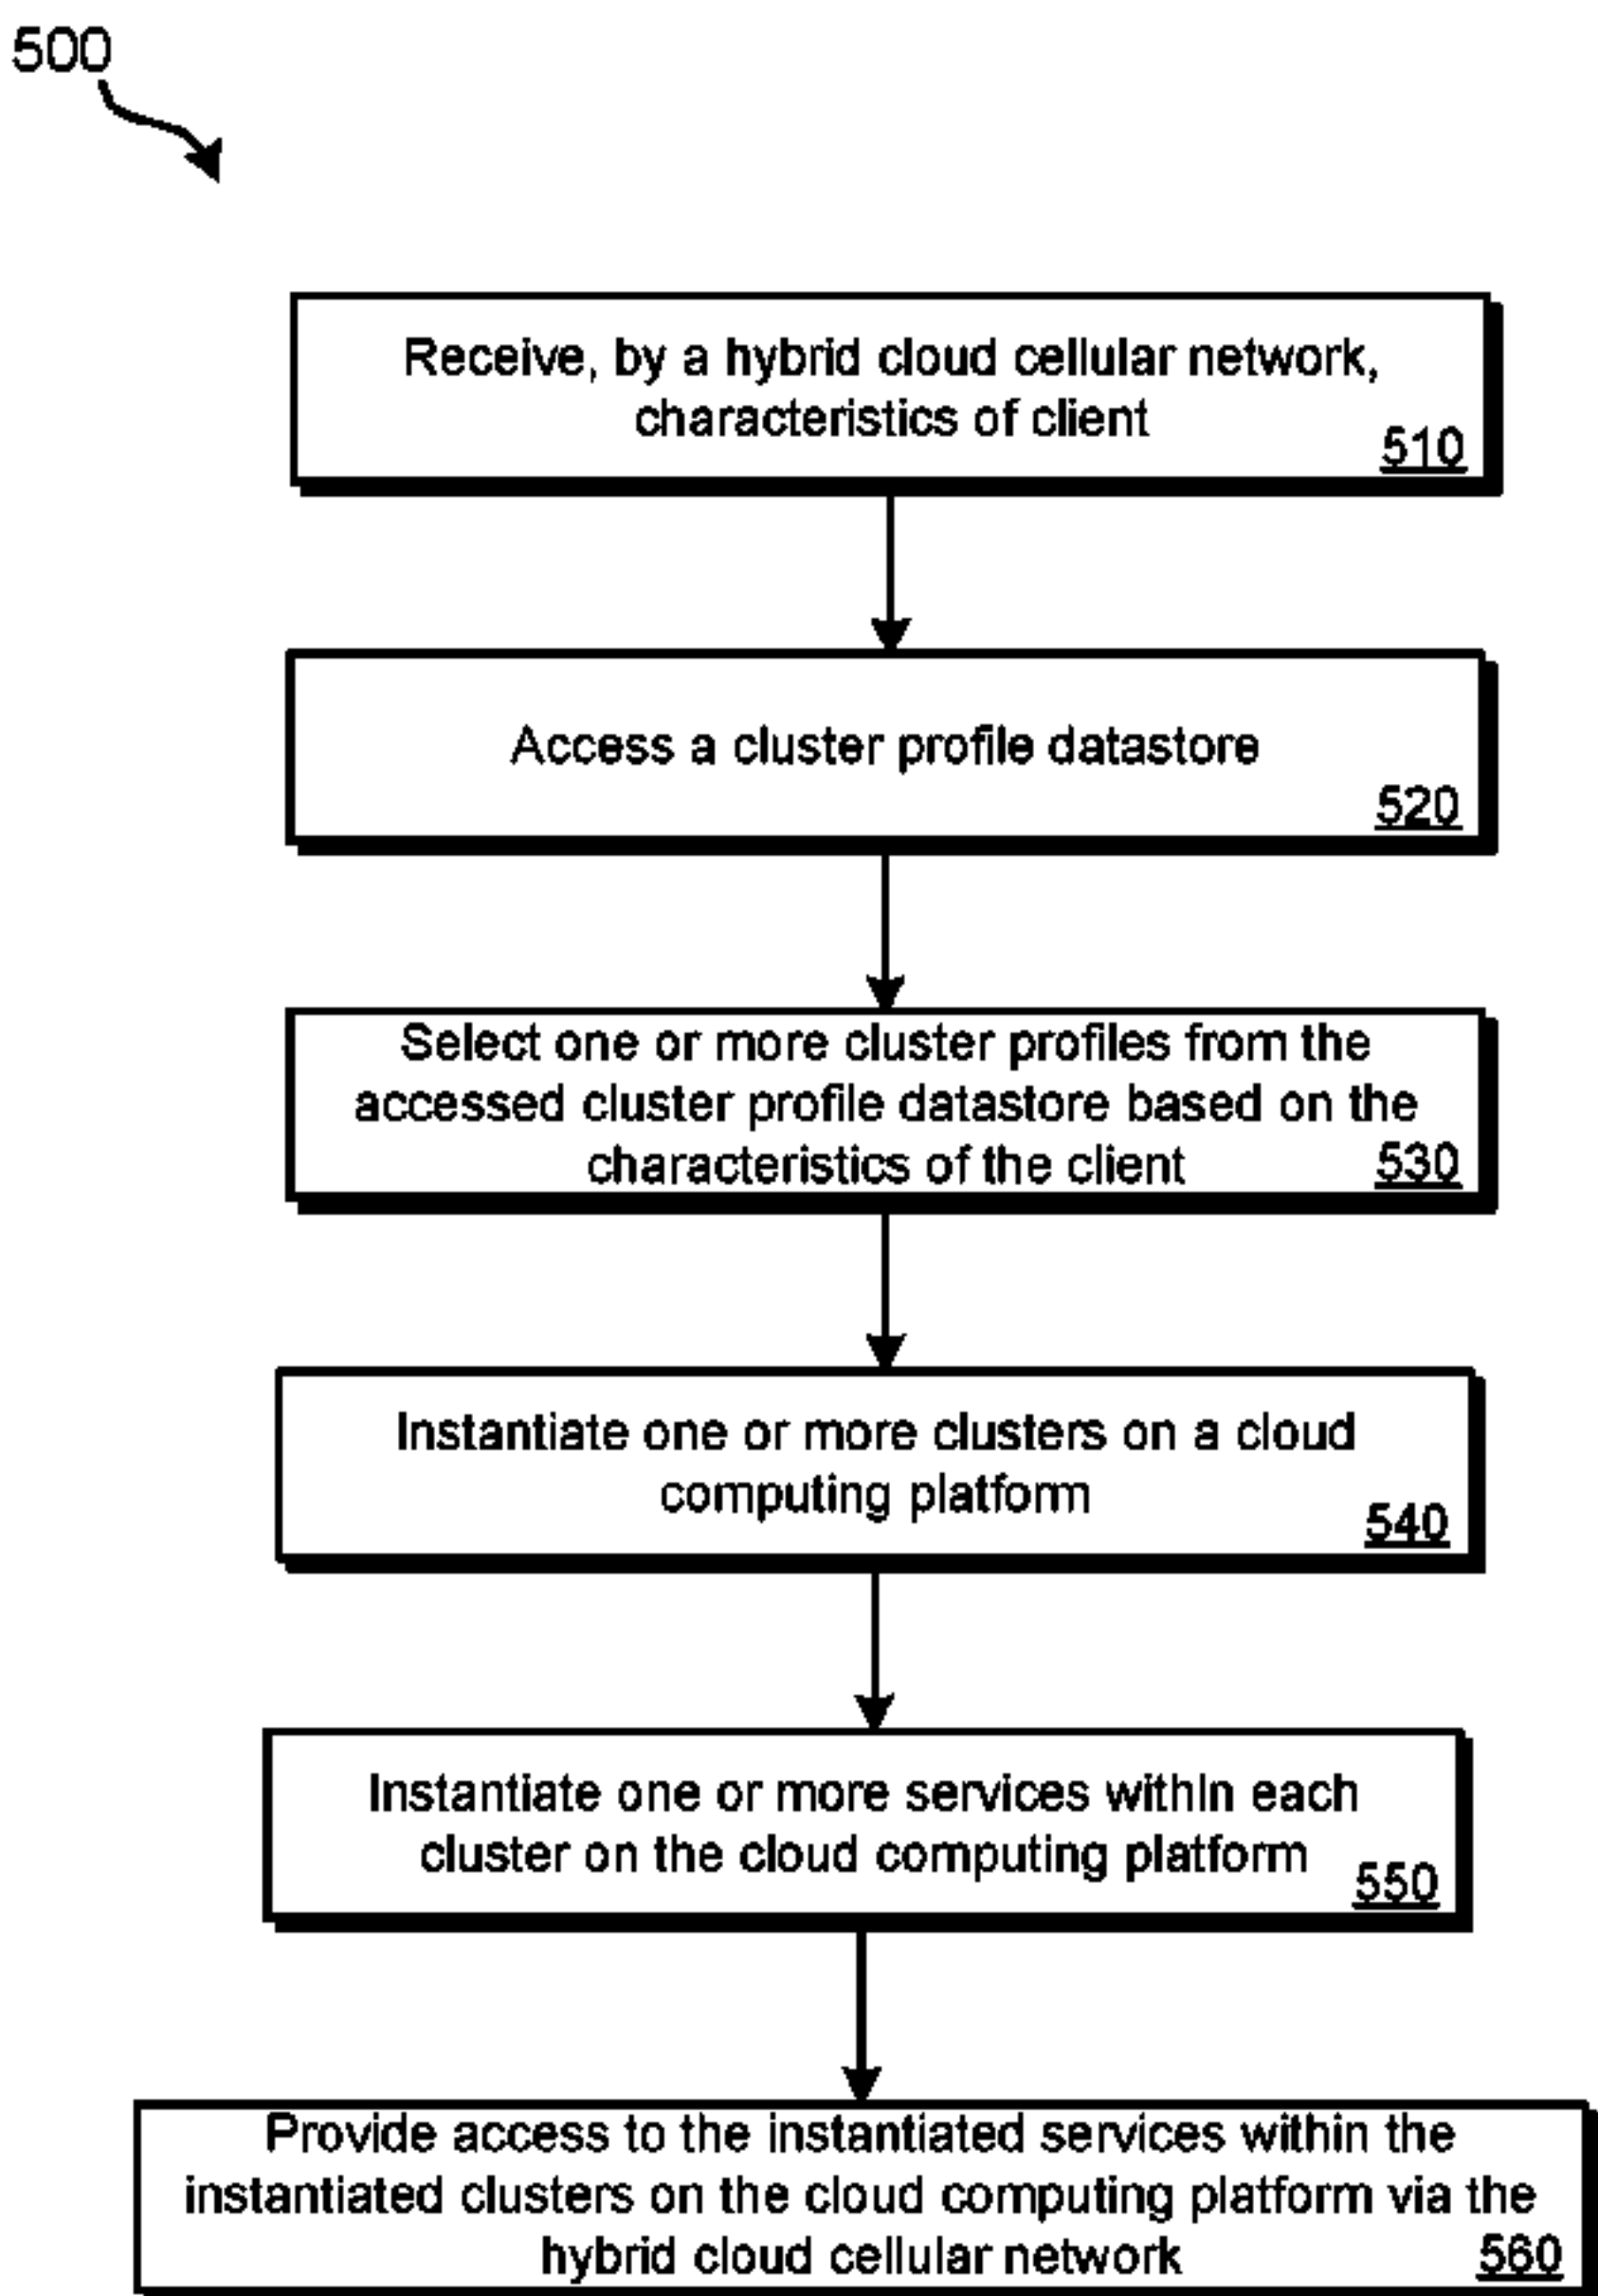 500
Receive, by a hybrid cloud cellular network,
characteristics of client
510
Access a cluster profile datastore
520
Select one or more cluster profiles from the
accessed cluster profile datastore based on the
characteristics of the client
530
Instantiate one or more clusters on a cloud
computing platform
540
Instantiate one or more services within each
cluster on the cloud computing platform
550
Provide access to the instantiated services within the
instantiated clusters on the cloud computing platform via the
hybrid cloud cellular network
560